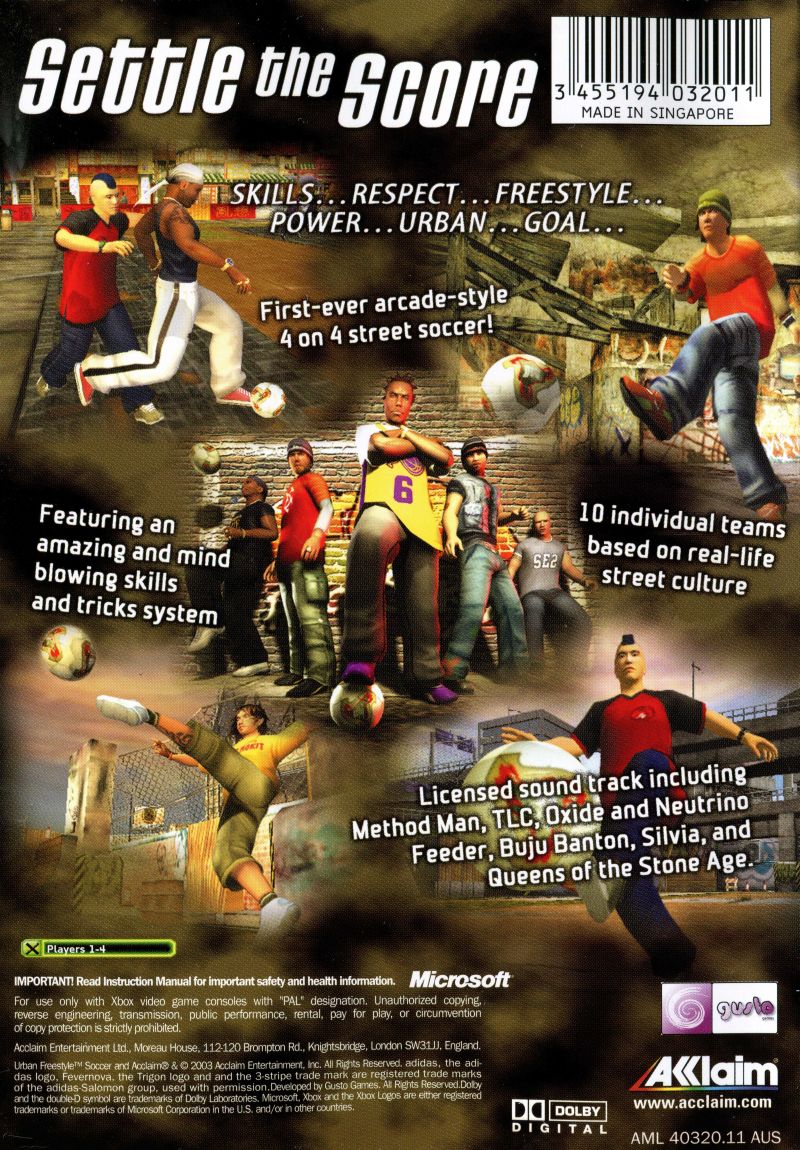 Settle the Score
3 455194 032011
MADE IN SINGAPORE
SKILLS...RESPECT...FREESTYLE...
POWER...URBAN...GOAL...
First-ever arcade-style
4 on 4 street soccer!
6
SE2
Featuring an
amazing and mind
blowing skills
and tricks system
10 individual teams
based on real-life
street culture
Licensed sound track including
Method Man, TLC, Oxide and Neutrino
Feeder, Buju Banton, Silvia, and
Queens of the Stone Age.
Players 1-4
IMPORTANT! Read Instruction Manual for important safety and health information.
Microsoft
For use only with Xbox video game consoles with "PAL" designation. Unauthorized copying,
reverse engineering, transmission, public performance, rental, pay for play, or circumvention
of copy protection is strictly prohibited.
Acclaim Entertainment Ltd., Moreau House, 112-120 Brompton Rd., Knightsbridge, London SW31JJ, England.
Urban Freestyle™ Soccer and Acclaim® & © 2003 Acclaim Entertainment, Inc. All Rights Reserved. adidas, the adi-
das logo, Fevernova, the Trigon logo and and the 3-stripe trade mark are registered trade marks
of the adidas-Salomon group, used with permission.Developed by Gusto Games. All Rights Reserved.Dolby
and the double-D symbol are trademarks of Dolby Laboratories. Microsoft, Xbox and the Xbox Logos are either registered
trademarks or trademarks of Microsoft Corporation in the U.S. and/or in other countries.
gusto
games
AKKlaim
www.acclaim.com
DOLBY
DIGITAL
AML 40320.11 AUS